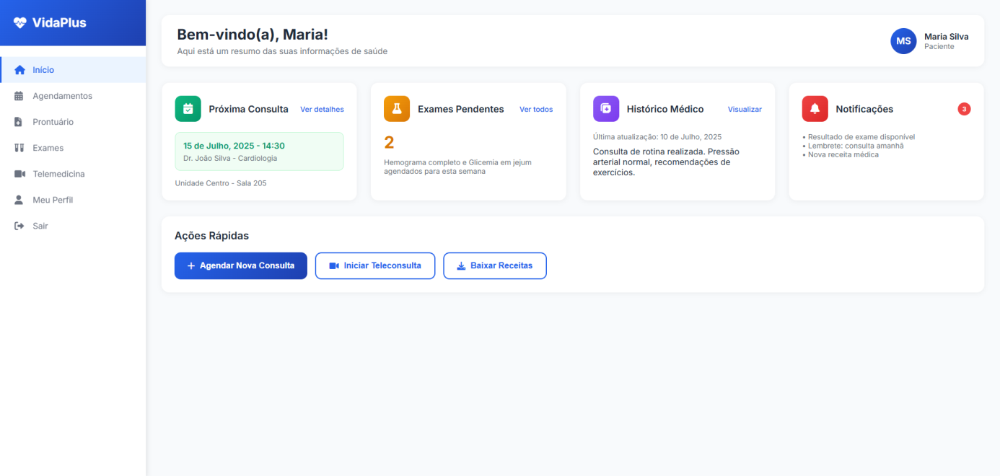 VidaPlus
Início
Agendamentos
Prontuário
Exames
Telemedicina
Meu Perfil
Sair
Bem-vindo(a), Maria!
Aqui está um resumo das suas informações de saúde
MS
Maria Silva
Paciente
Próxima Consulta
Ver detalhes
15 de Julho, 2025 - 14:30
Dr. João Silva - Cardiologia
Unidade Centro - Sala 205
Exames Pendentes
Ver todos
2
Hemograma completo e Glicemia em jejum
agendados para esta semana
Histórico Médico
Visualizar
Última atualização: 10 de Julho, 2025
Consulta de rotina realizada. Pressão
arterial normal, recomendações de
exercícios.
Notificações
3
• Resultado de exame disponível
• Lembrete: consulta amanhã
• Nova receita médica
Ações Rápidas
Agendar Nova Consulta
Iniciar Teleconsulta
Baixar Receitas